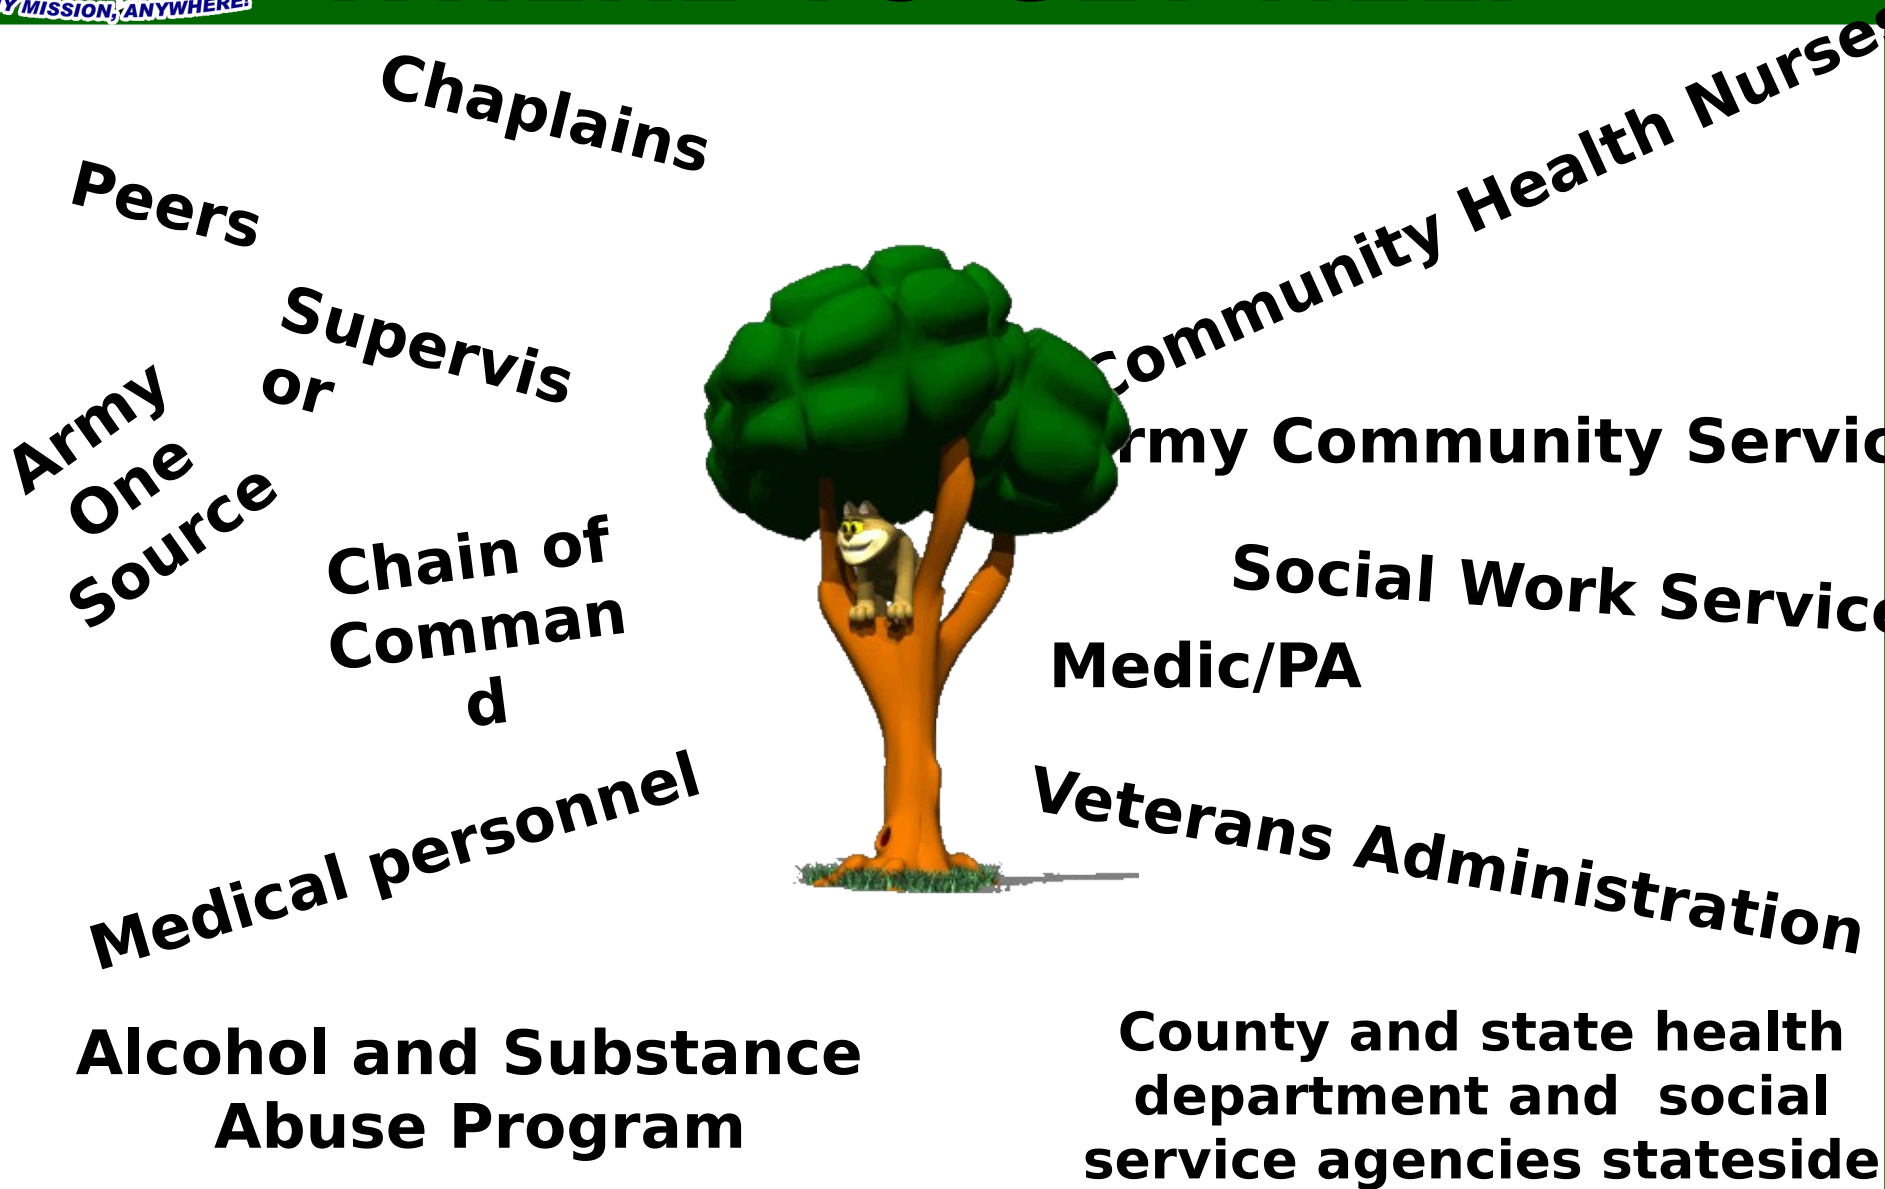 MISSION, ANYWHERE!
Chaplains
Peers
Supervis
or
Army
One
Source
Chain of
Comman
d
Medical personnel
Alcohol and Substance
Abuse Program
Community Health Nurses
rmy Community Servic
Social Work Service
Medic/PA
Veterans Administration
County and state health
department and social
service agencies stateside